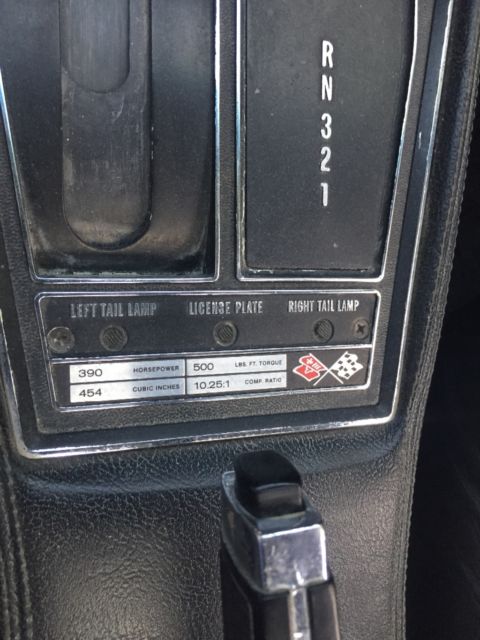 R
N
3
2
1
LEFT TAIL LAMP LICENSE PLATE RIGHT TAIL LAMP
390 HORSEPOWER 500 LBS. FT. TORQUE
454 CUBIC INCHES 10.25:1 COMP. RATIO